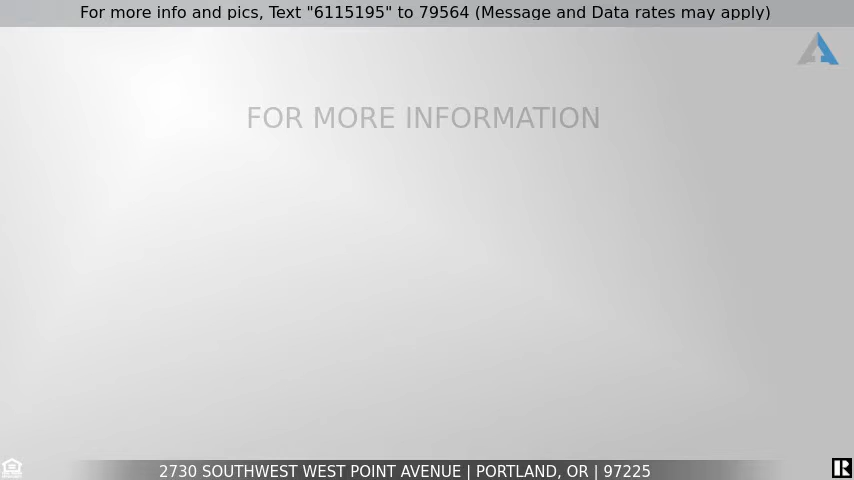 For more info and pics, Text "6115195" to 79564 (Message and Data rates may apply)
FOR MORE INFORMATION
2730 SOUTHWEST WEST POINT AVENUE | PORTLAND, OR | 97225